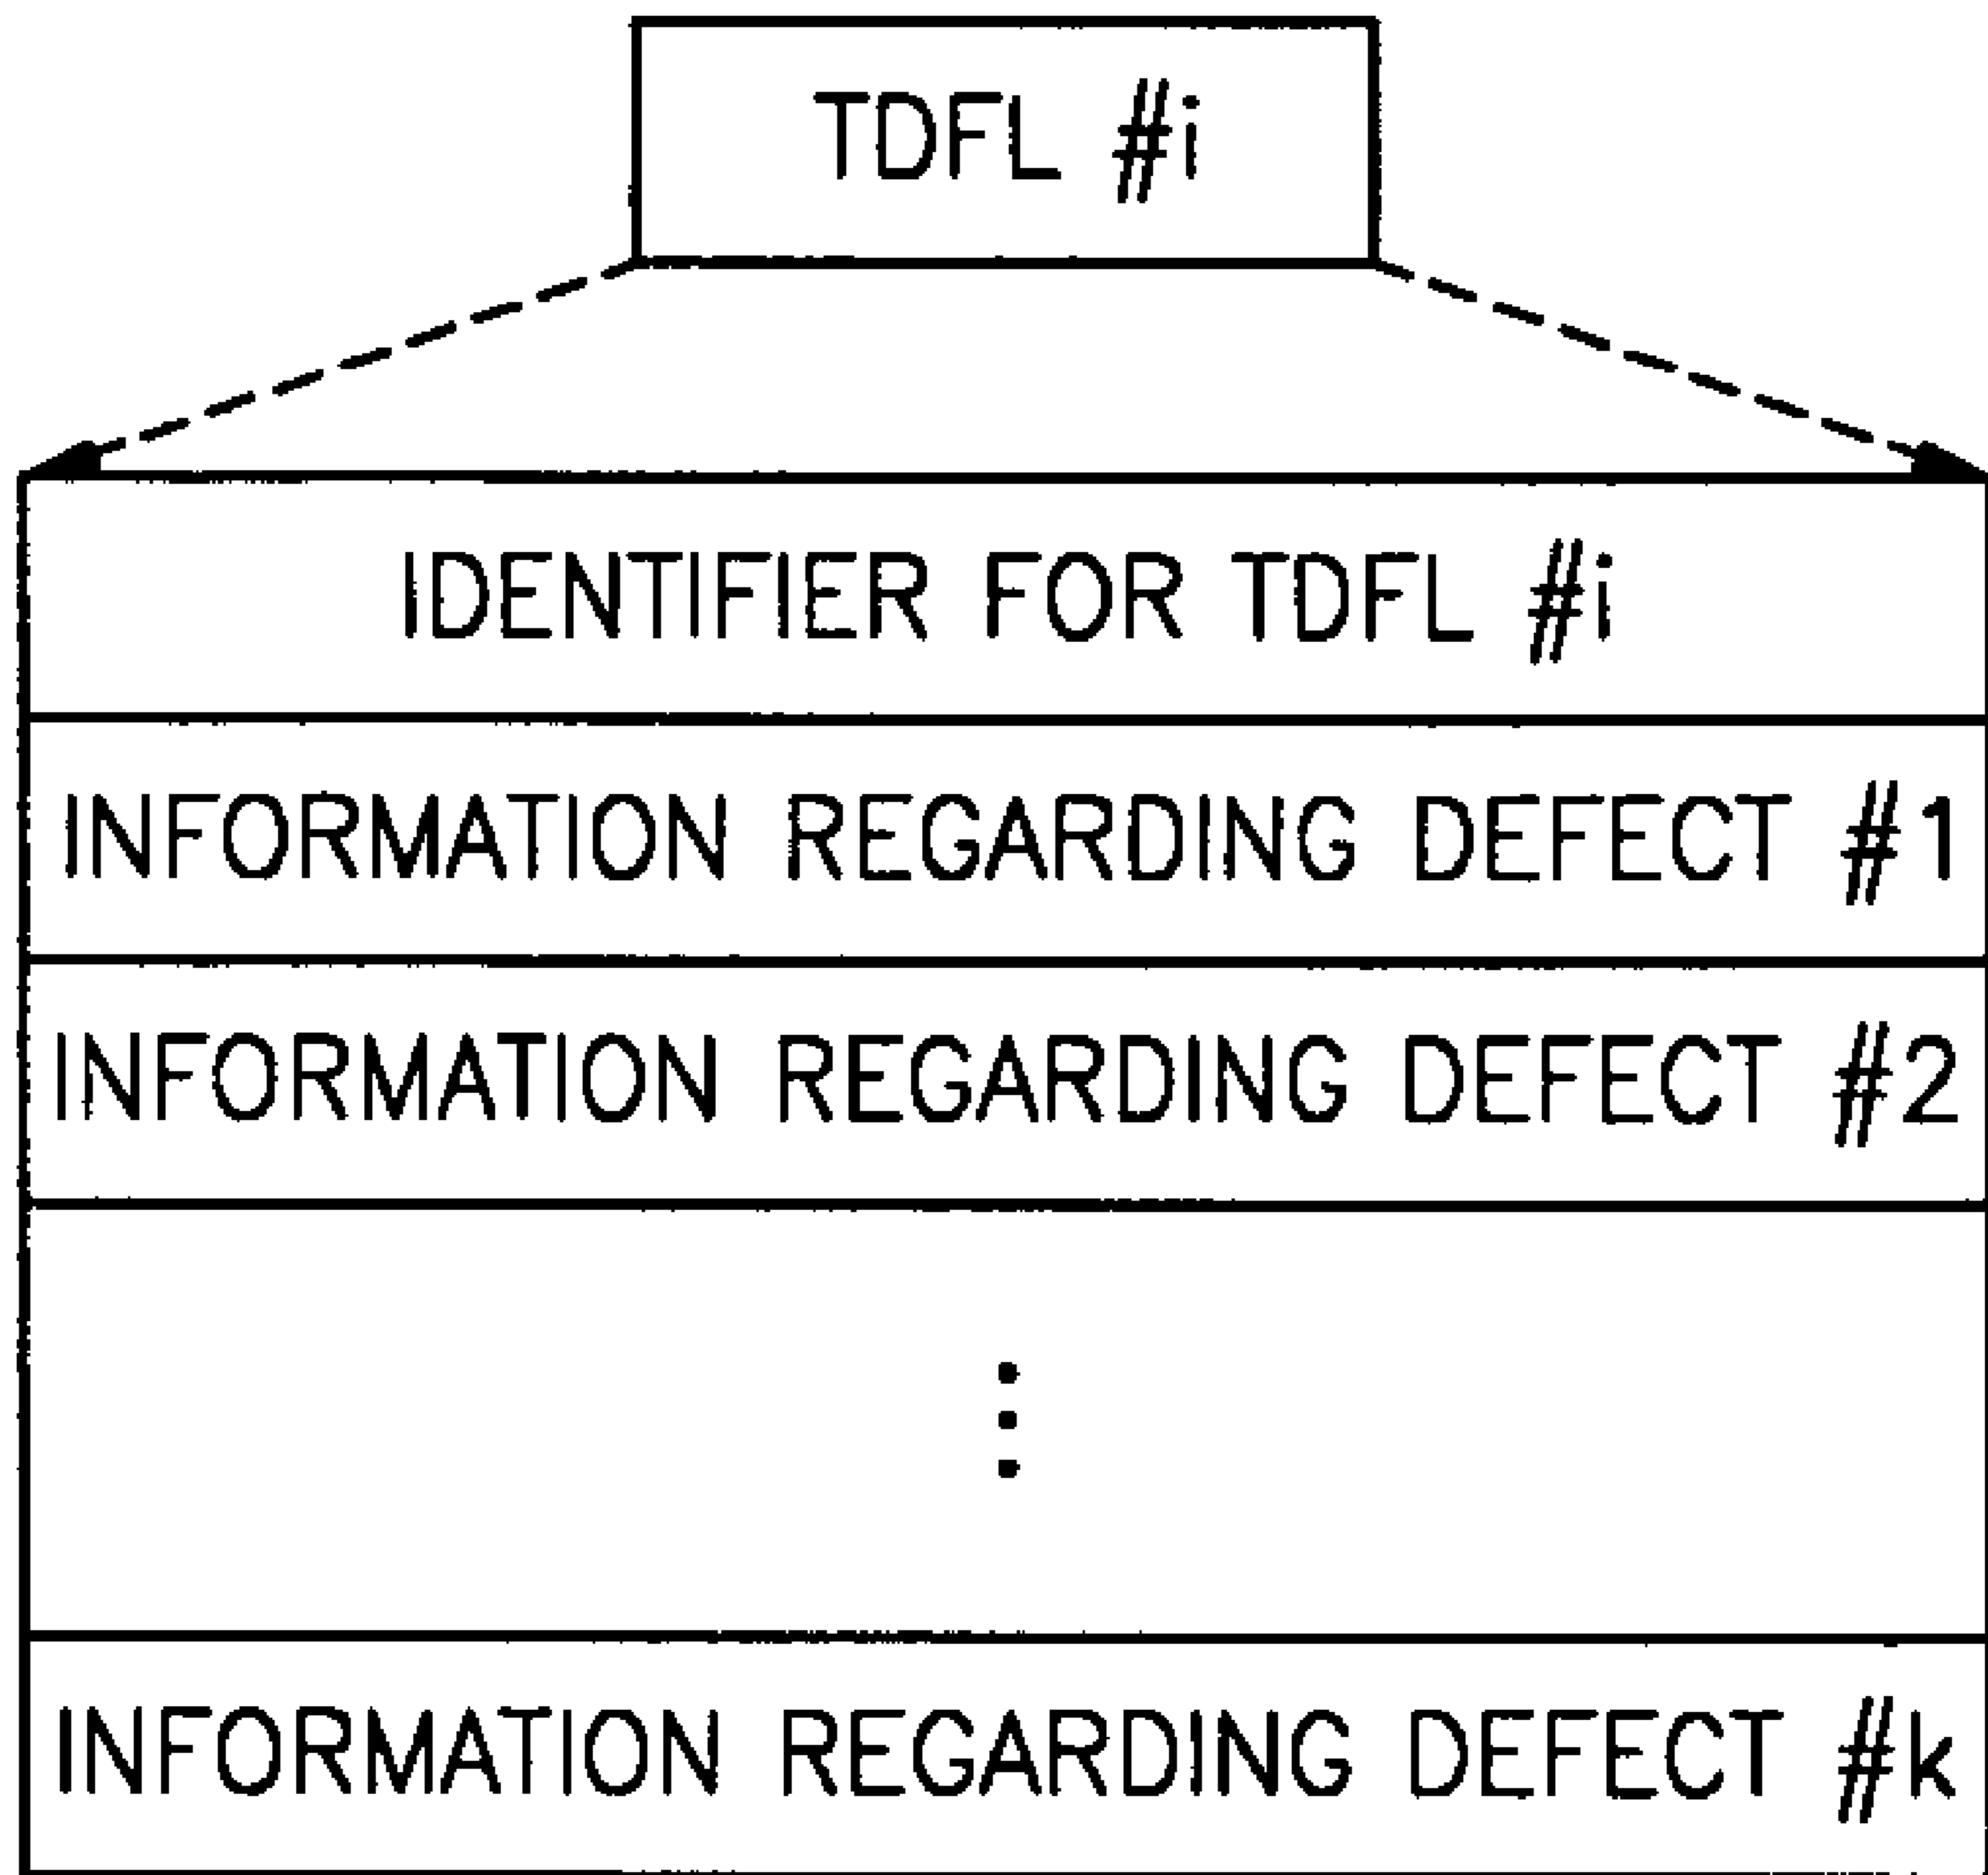 TDFL #i
IDENTIFIER FOR TDFL #i
INFORMATION REGARDING DEFECT #1
INFORMATION REGARDING DEFECT #2
INFORMATION REGARDING DEFECT #k